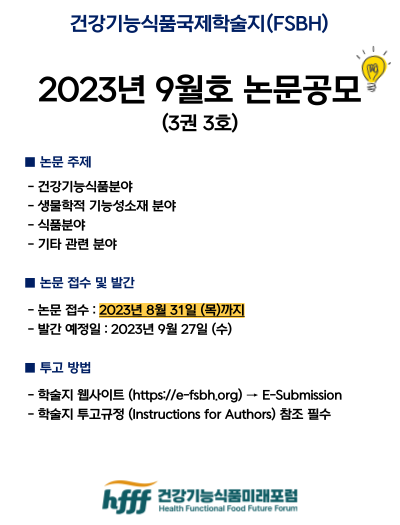 건강기능식품국제학술지(FSBH)
2023년 9월호 논문공모
(3권 3호)
■ 논문 주제
- 건강기능식품분야
- 생물학적 기능성소재 분야
- 식품분야
- 기타 관련 분야
■ 논문 접수 및 발간
- 논문 접수 : 2023년 8월 31일 (목)까지
- 발간 예정일 : 2023년 9월 27일 (수)
■ 투고 방법
- 학술지 웹사이트 (https://e-fsbh.org) → E-Submission
- 학술지 투고규정 (Instructions for Authors) 참조 필수
hfff 건강기능식품미래포럼
Health Functional Food Future Forum